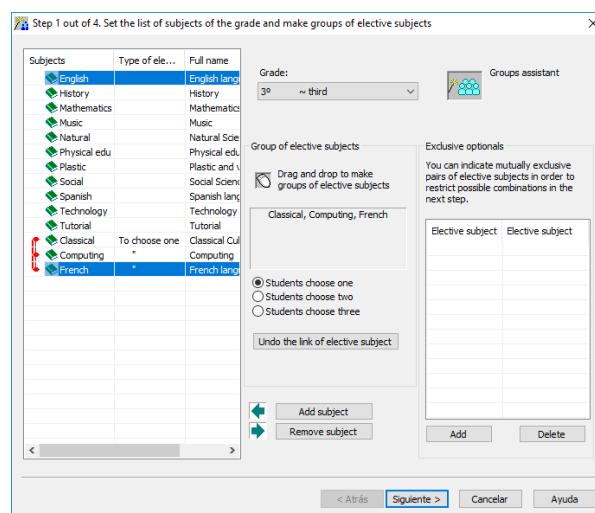 Step 1 out of 4. Set the list of subjects of the grade and make groups of elective subjects
Subjects Type of ele... Full name
English English lang
History History
Mathematics Mathematics
Music Music
Natural Natural Scie
Physical edu Physical edu
Plastic Plastic and v
Social Social Scienc
Spanish Spanish lang
Technology Technology
Tutorial Tutorial
Classical To choose one Classical Cul
Computing " Computing
French " French lang
Grade:
3º ~ third
Groups assistant
Group of elective subjects
Drag and drop to make
groups of elective subjects
Classical, Computing, French
Students choose one
Students choose two
Students choose three
Undo the link of elective subject
Add subject
Remove subject
Exclusive optionals
You can indicate mutually exclusive
pairs of elective subjects in order to
restrict possible combinations in the
next step.
Elective subject Elective subject
Add Delete
< Atrás Siguiente > Cancelar Ayuda